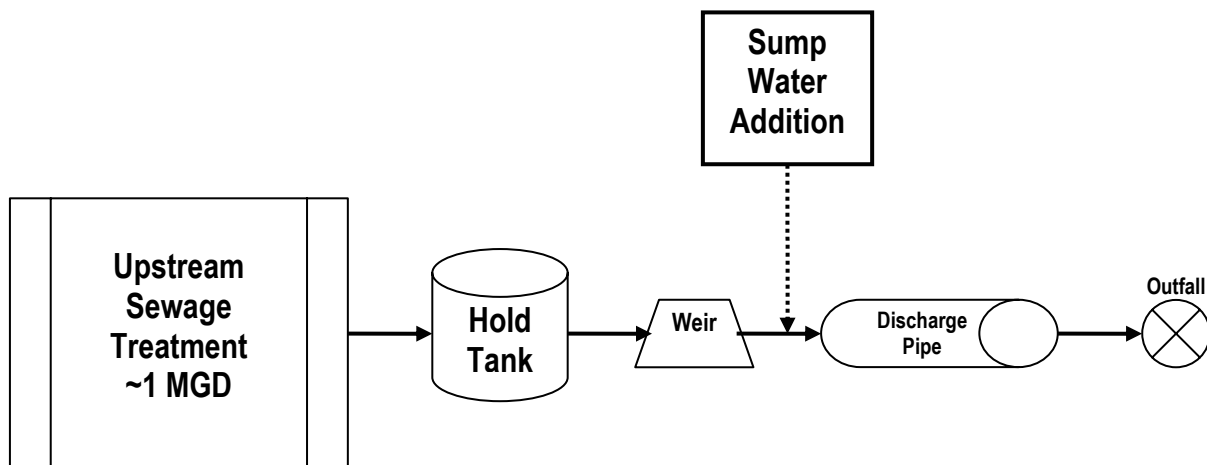 Sump
Water
Addition
Upstream
Sewage
Treatment
~1 MGD
Hold
Tank
Weir
Discharge
Pipe
Outfall